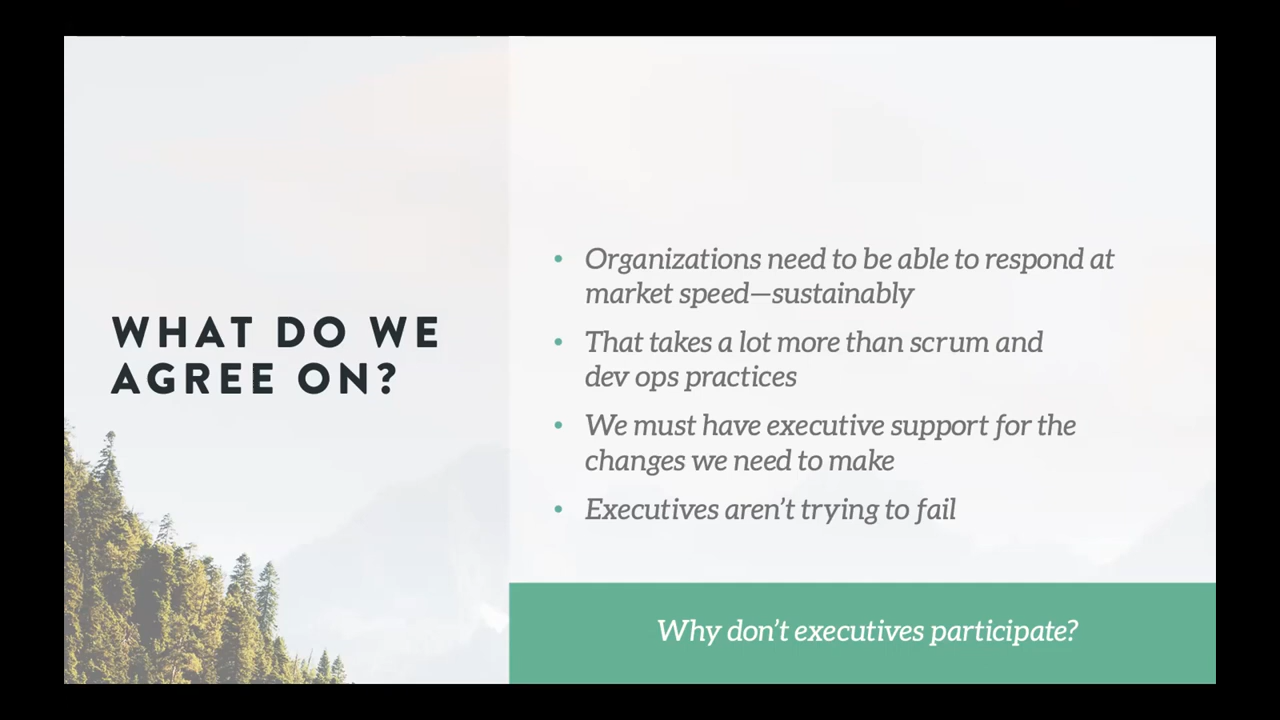 WHAT DO WE
AGREE ON?
• Organizations need to be able to respond at
market speed—sustainably
• That takes a lot more than scrum and
dev ops practices
• We must have executive support for the
changes we need to make
• Executives aren’t trying to fail
Why don’t executives participate?